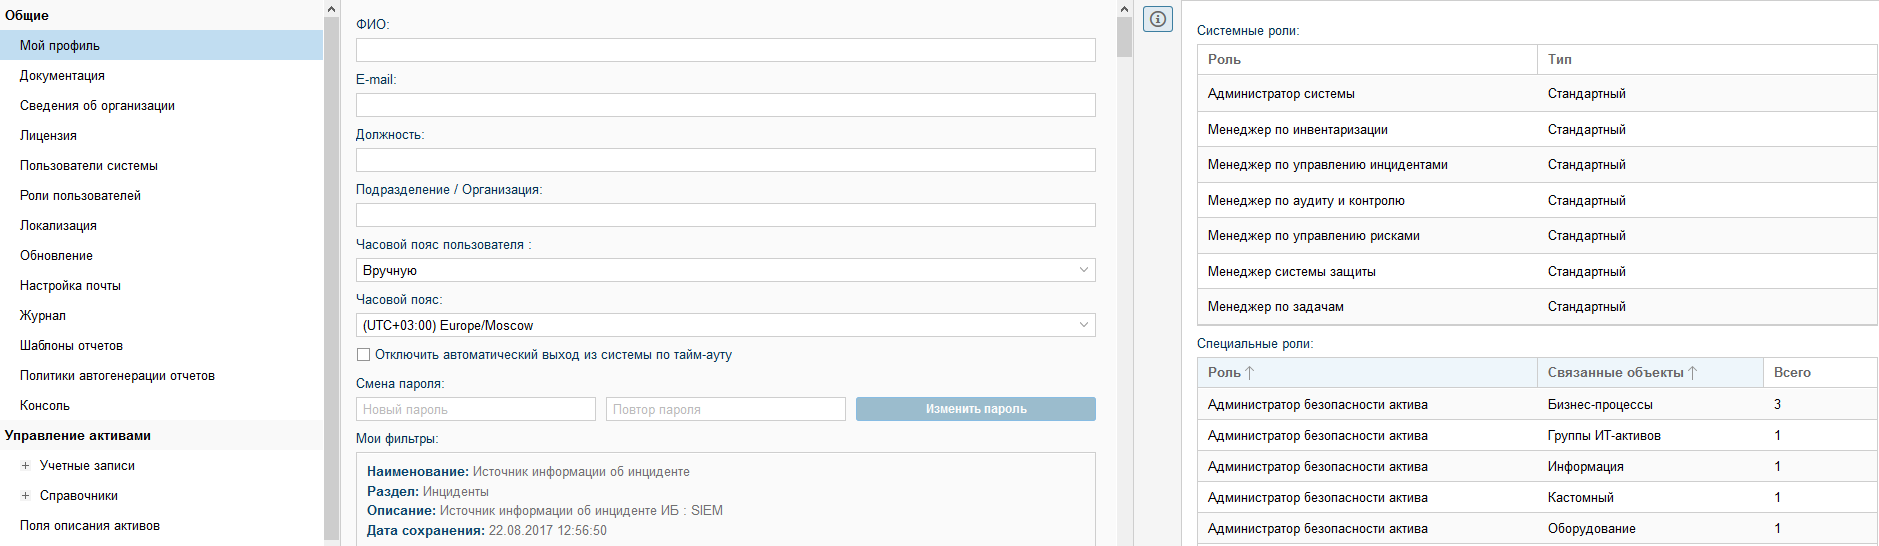 Общие
Мой профиль
Документация
Сведения об организации
Лицензия
Пользователи системы
Роли пользователей
Локализация
Обновление
Настройка почты
Журнал
Шаблоны отчетов
Политики автогенерации отчетов
Консоль
Управление активами
Учетные записи
Справочники
Поля описания активов
ФИО:
E-mail:
Должность:
Подразделение / Организация:
Часовой пояс пользователя :
Вручную
Часовой пояс:
(UTC+03:00) Europe/Moscow
Отключить автоматический выход из системы по тайм-ауту
Смена пароля:
Новый пароль Повтор пароля Изменить пароль
Мои фильтры:
Наименование: Источник информации об инциденте
Раздел: Инциденты
Описание: Источник информации об инциденте ИБ : SIEM
Дата сохранения: 22.08.2017 12:56:50
Системные роли:
Роль Тип
Администратор системы Стандартный
Менеджер по инвентаризации Стандартный
Менеджер по управлению инцидентами Стандартный
Менеджер по аудиту и контролю Стандартный
Менеджер по управлению рисками Стандартный
Менеджер системы защиты Стандартный
Менеджер по задачам Стандартный
Специальные роли:
Роль Связанные объекты Всего
Администратор безопасности актива Бизнес-процессы 3
Администратор безопасности актива Группы ИТ-активов 1
Администратор безопасности актива Информация 1
Администратор безопасности актива Кастомный 1
Администратор безопасности актива Оборудование 1